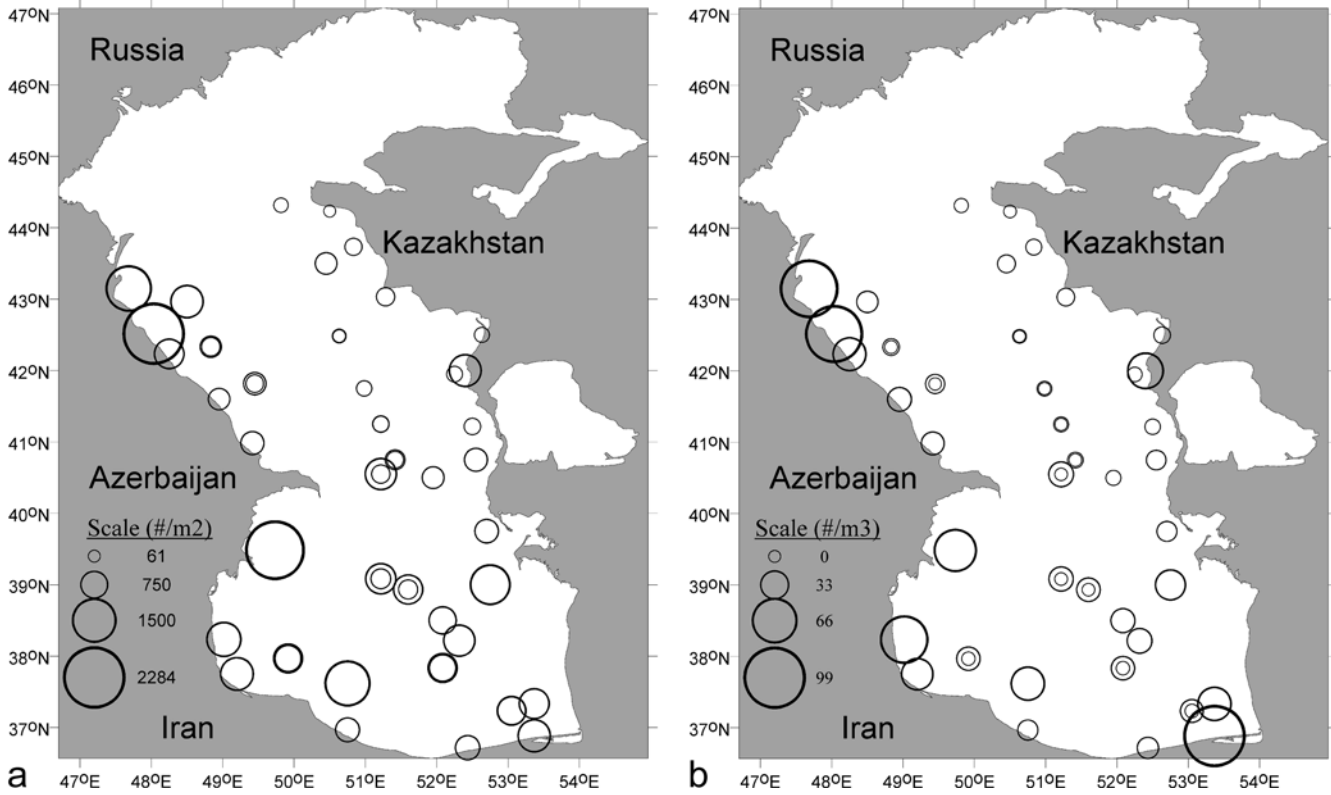 47ºN
46ºN
45ºN
44ºN
43ºN
42ºN
41ºN
40ºN
39ºN
38ºN
37ºN
Russia
Kazakhstan
Azerbaijan
Scale (#/m2)
61
750
1500
2284
Iran
47ºE 48ºE 49ºE 50ºE 51ºE 52ºE 53ºE 54ºE
a
47ºN
46ºN
45ºN
44ºN
43ºN
42ºN
41ºN
40ºN
39ºN
38ºN
37ºN
Russia
Kazakhstan
Azerbaijan
Scale (#/m3)
0
33
66
99
Iran
47ºE 48ºE 49ºE 50ºE 51ºE 52ºE 53ºE 54ºE
b